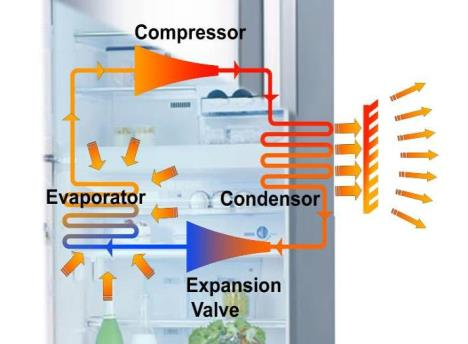 Compressor
Evaporator
Condensor
Expansion
Valve